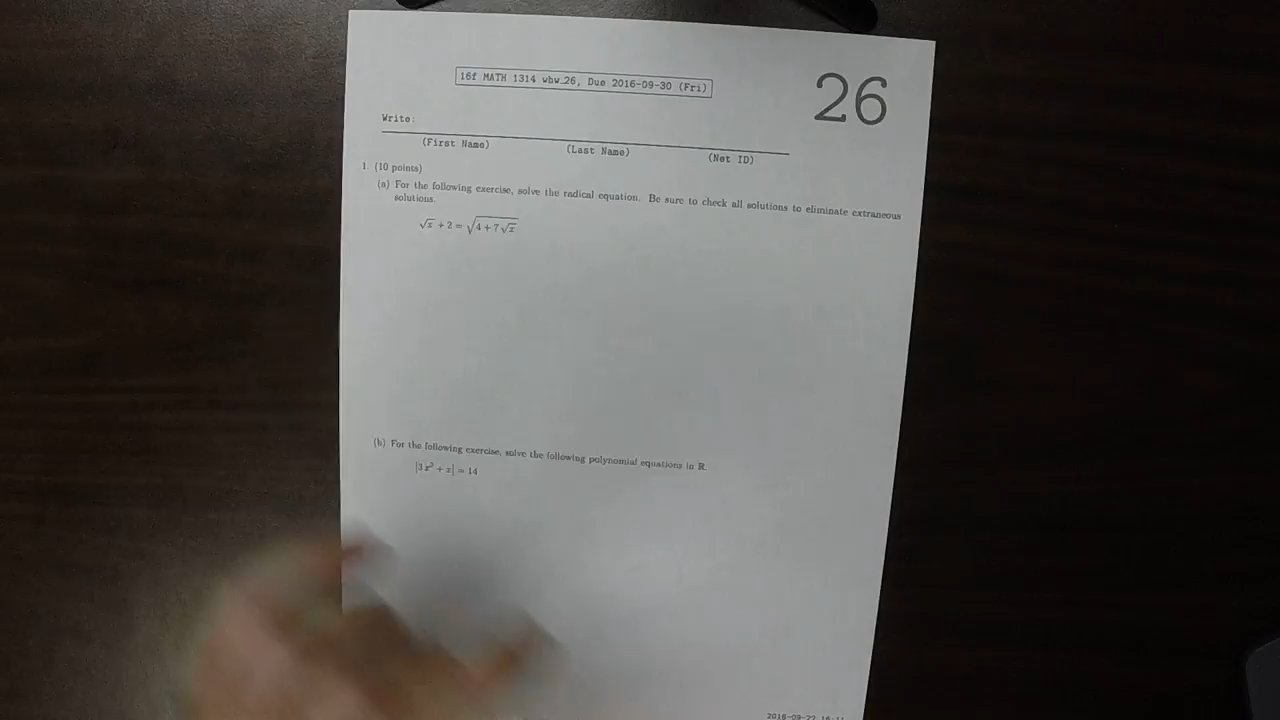 16f MATH 1314 wbw_26, Due 2016-09-30 (Fri)
26
Write:
(First Name) (Last Name) (Net ID)
1. (10 points)
(a) For the following exercise, solve the radical equation. Be sure to check all solutions to eliminate extraneous
solutions.
√x + 2 = √(4 + 7√x)
(b) For the following exercise, solve the following polynomial equations in R.
|3x² + x| = 14